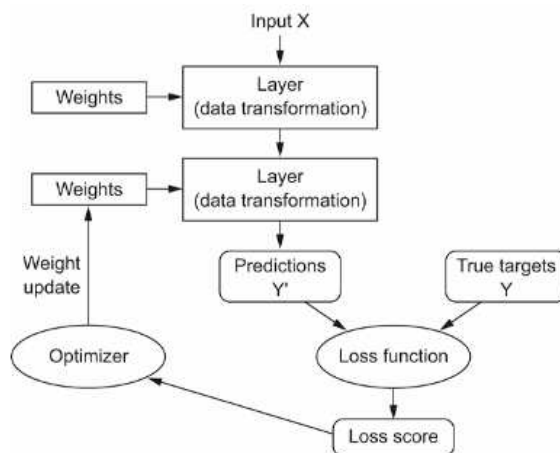 Input X
Weights
Layer
(data transformation)
Weights
Layer
(data transformation)
Weight
update
Predictions
Y'
True targets
Y
Optimizer
Loss function
Loss score